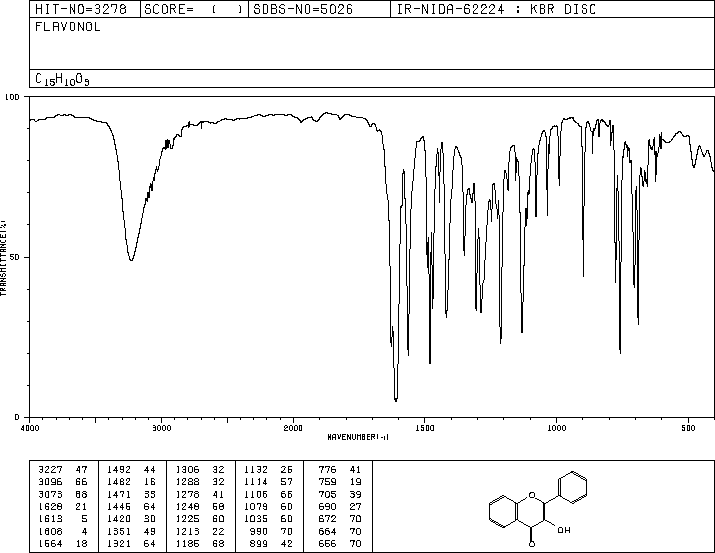 HIT-NO=3278 SCORE= ( ) SDBS-NO=5026 IR-NIDA-62224 : KBR DISC
FLAVONOL
C15H10O3
100
50
0
TRANSMITTANCE(%)
4000 3000 2000 1500 1000 500
WAVENUMBER(-1)
3227 47 1492 44 1306 32 1132 26 776 41
3096 66 1482 16 1288 32 1114 57 759 19
3073 68 1471 33 1278 41 1106 66 705 39
1628 21 1446 64 1248 58 1079 60 690 27
1613 5 1420 30 1225 60 1035 60 672 70
1608 4 1351 49 1213 22 990 70 664 70
1564 18 1321 64 1185 68 899 42 656 70
O
OH
O